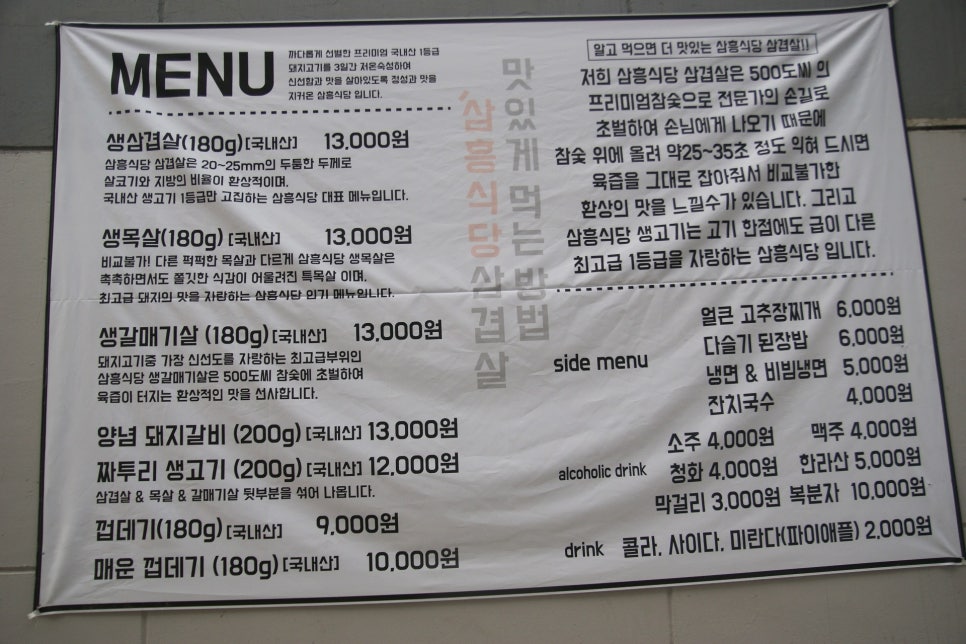 MENU
까다롭게 선별한 프리미엄 국내산 1등급
돼지고기를 3일간 저온숙성하여
신선함과 맛을 살아있도록 정성과 맛을
지켜온 삼흥식당 입니다.
생삼겹살(180g)[국내산] 13,000원
삼흥식당 삼겹살은 20~25mm의 두툼한 두께로
살코기와 지방의 비율이 환상적이며.
국내산 생고기 1등급만 고집하는 삼흥식당 대표 메뉴입니다.
생목살(180g) [국내산] 13,000원
비교불가! 다른 퍽퍽한 목살과 다르게 삼흥식당 생목살은
촉촉하면서도 쫄깃한 식감이 어울려진 특목살 이며.
최고급 돼지의 맛을 자랑하는 삼흥식당 인기 메뉴입니다.
생갈매기살 (180g)[국내산] 13,000원
돼지고기중 가장 신선도를 자랑하는 최고급부위인
삼흥식당 생갈매기살은 500도씨 참숯에 초벌하여
육즙이 터지는 환상적인 맛을 선사합니다.
양념 돼지갈비 (200g)[국내산] 13,000원
짜투리 생고기 (200g)[국내산] 12,000원
삼겹살 & 목살 & 갈매기살 뒷부분을 섞어 나옵니다.
껍데기(180g)[국내산] 9,000원
매운 껍데기 (180g)[국내산] 10,000원
맛있게 먹는 방법
'삼흥식당 삼겹살
알고 먹으면 더 맛있는 삼흥식당 삼겹살!!
저희 삼흥식당 삼겹살은 500도씨 의
프리미엄참숯으로 전문가의 손길로
초벌하여 손님에게 나오기 때문에
참숯 위에 올려 약25~35초 정도 익혀 드시면
육즙을 그대로 잡아줘서 비교불가한
환상의 맛을 느낄수가 있습니다. 그리고
삼흥식당 생고기는 고기 한점에도 급이 다른
최고급 1등급을 자랑하는 삼흥식당 입니다.
side menu
얼큰 고추장찌개 6,000원
다슬기 된장밥 6,000원
냉면 & 비빔냉면 5,000원
잔치국수 4,000원
alcoholic drink
소주 4,000원 맥주 4,000원
청화 4,000원 한라산 5,000원
막걸리 3,000원 복분자 10,000원
drink 콜라. 사이다. 미란다(파이애플) 2,000원